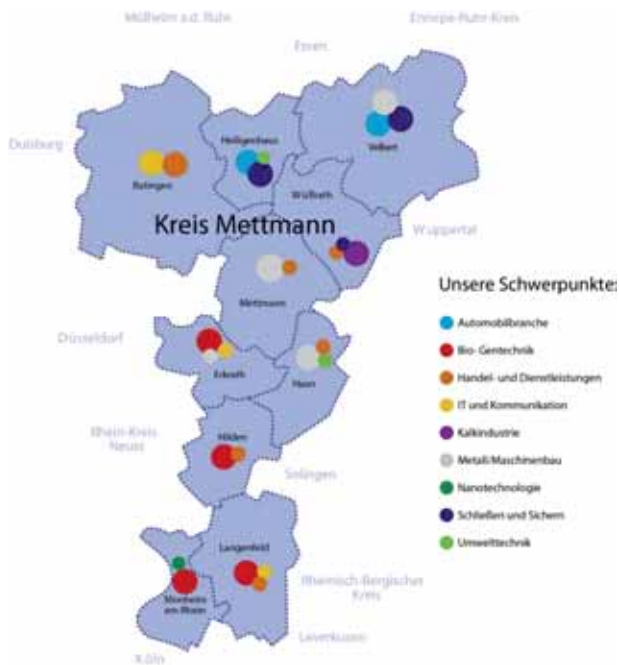 Mülheim a.d. Ruhr
Ennepe-Ruhr-Kreis
Essen
Duisburg
Heiligenhaus
Velbert
Ratingen
Wülfrath
Kreis Mettmann
Wuppertal
Mettmann
Unsere Schwerpunkte:
Automobilbranche
Düsseldorf
Bio- Gentechnik
Erkrath
Haan
Handel- und Dienstleistungen
IT und Kommunikation
Rhein-Kreis
Neuss
Hilden
Kalkindustrie
Solingen
Metall/Maschinenbau
Nanotechnologie
Schließen und Sichern
Umwelttechnik
Langenfeld
Monheim
am Rhein
Rheinisch-Bergischer
Kreis
Leverkusen
Köln